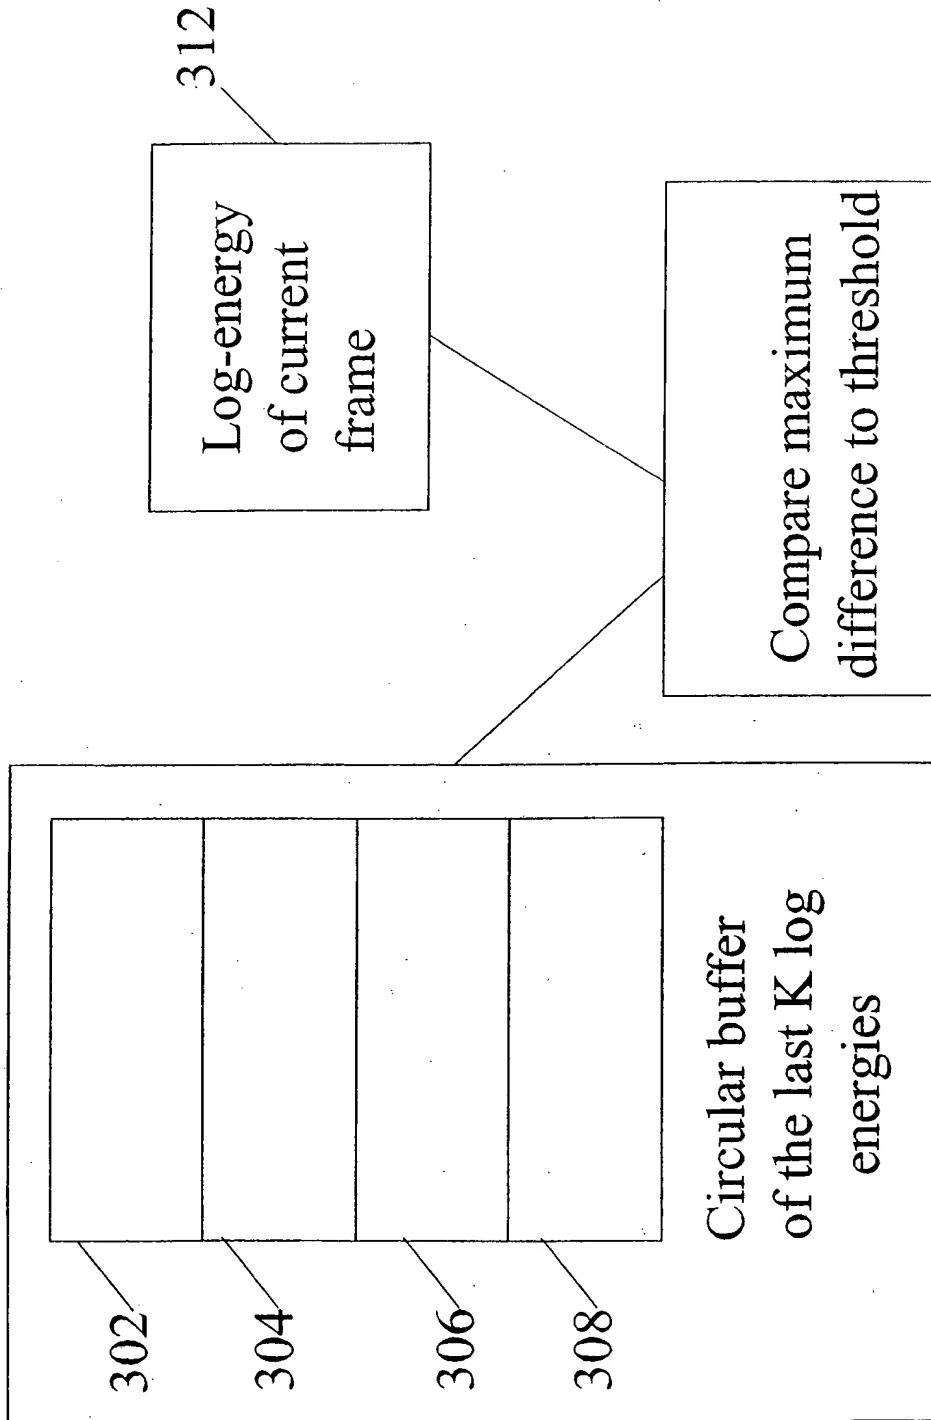 302
304
306
308
Circular buffer
of the last K log
energies
312
Log-energy
of current
frame
Compare maximum
difference to threshold